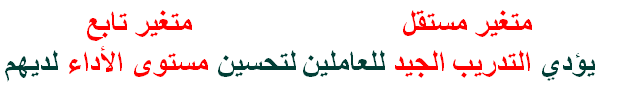 متغير مستقل متغير تابع
يؤدي التدريب الجيد للعاملين لتحسين مستوى الأداء لديهم